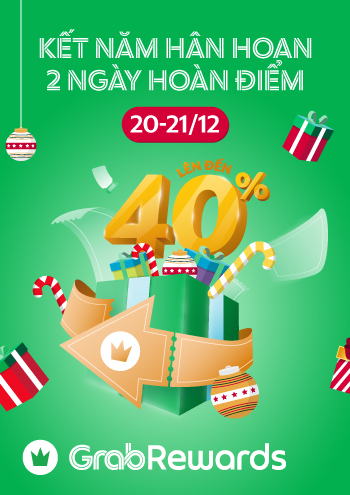 KẾT NĂM HÂN HOAN
2 NGÀY HOÀN ĐIỂM
20-21/12
LÊN ĐẾN
40%
GrabRewards